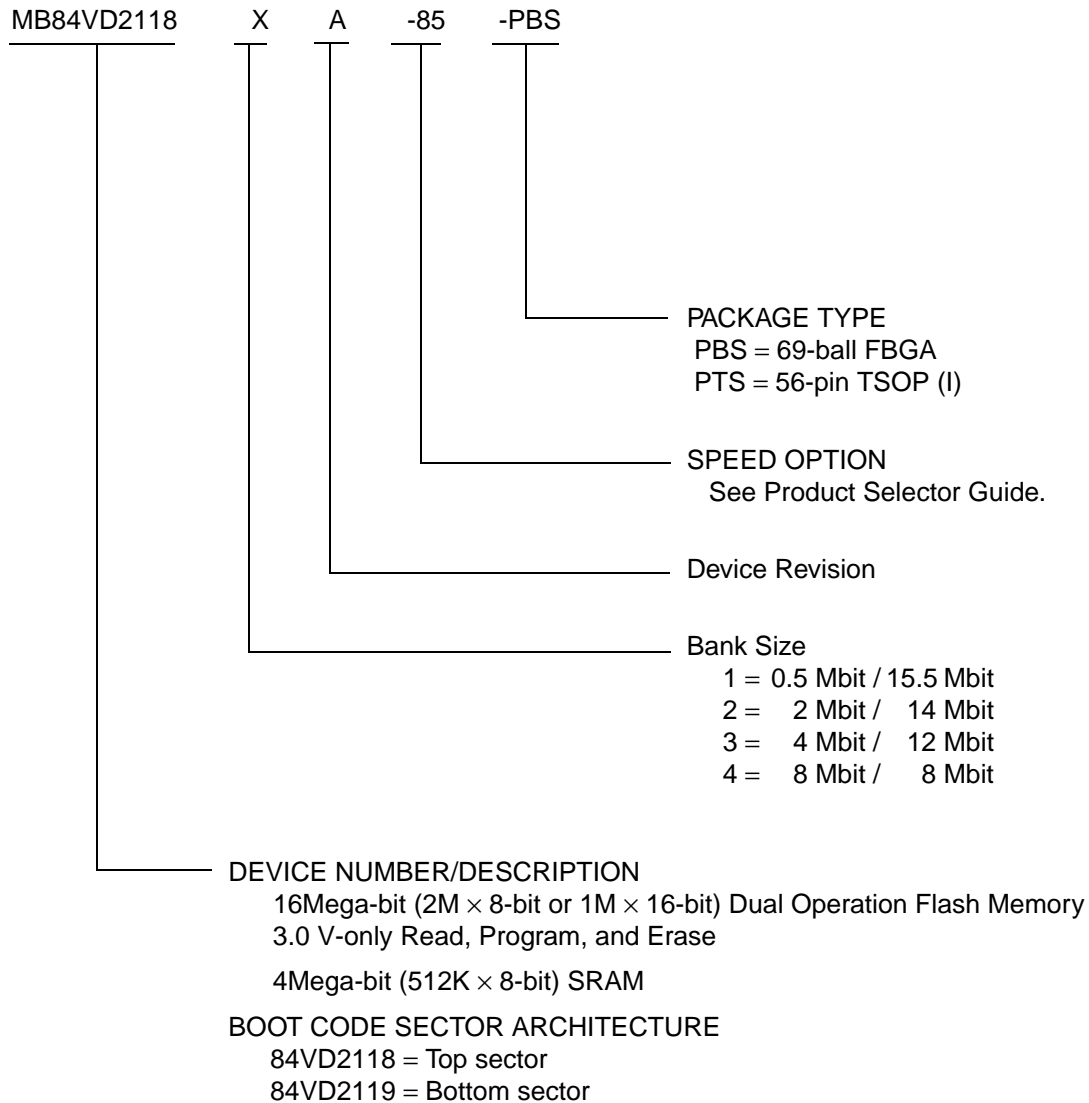 MB84VD2118 X A -85 -PBS
PACKAGE TYPE
PBS = 69-ball FBGA
PTS = 56-pin TSOP (I)
SPEED OPTION
See Product Selector Guide.
Device Revision
Bank Size
1 = 0.5 Mbit / 15.5 Mbit
2 = 2 Mbit / 14 Mbit
3 = 4 Mbit / 12 Mbit
4 = 8 Mbit / 8 Mbit
DEVICE NUMBER/DESCRIPTION
16Mega-bit (2M × 8-bit or 1M × 16-bit) Dual Operation Flash Memory
3.0 V-only Read, Program, and Erase
4Mega-bit (512K × 8-bit) SRAM
BOOT CODE SECTOR ARCHITECTURE
84VD2118 = Top sector
84VD2119 = Bottom sector